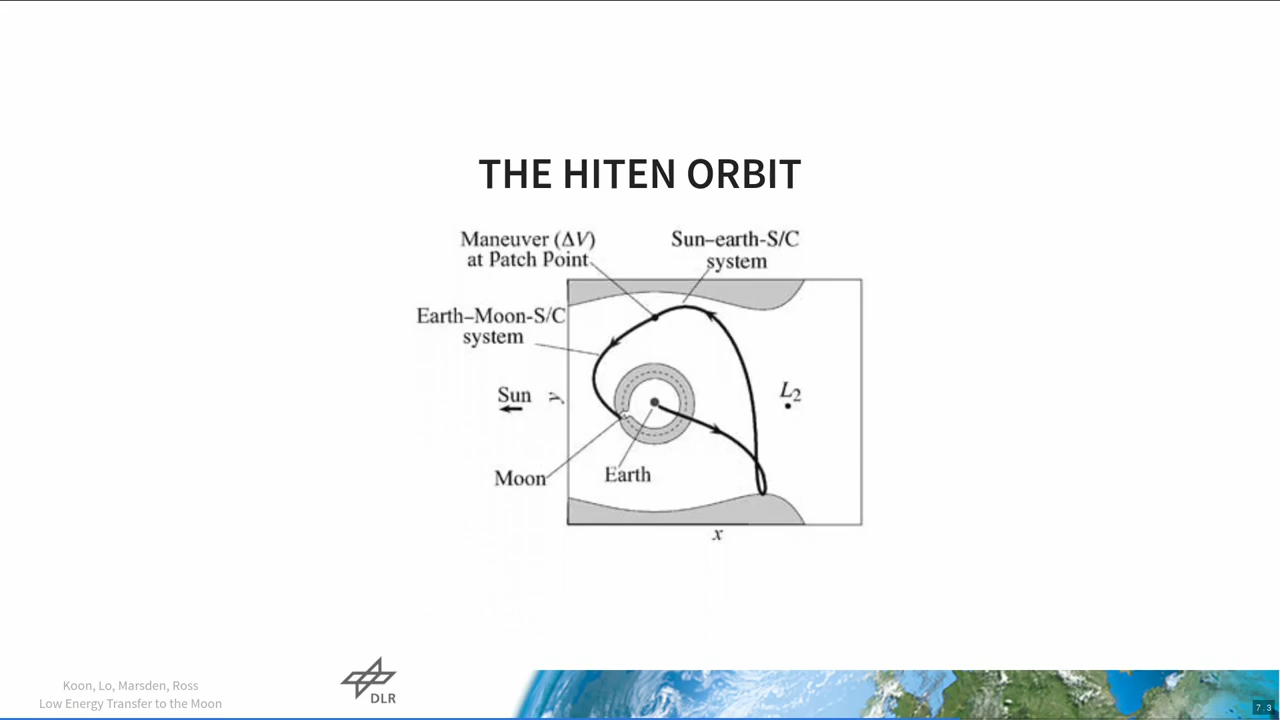 THE HITEN ORBIT
Maneuver (ΔV)
at Patch Point
Sun–earth-S/C
system
Earth–Moon-S/C
system
Sun
y
L2
Moon
Earth
x
Koon, Lo, Marsden, Ross
Low Energy Transfer to the Moon
DLR
7.3